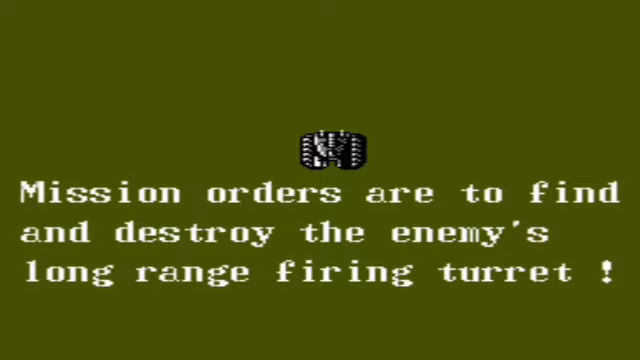 Mission orders are to find
and destroy the enemy's
long range firing turret !